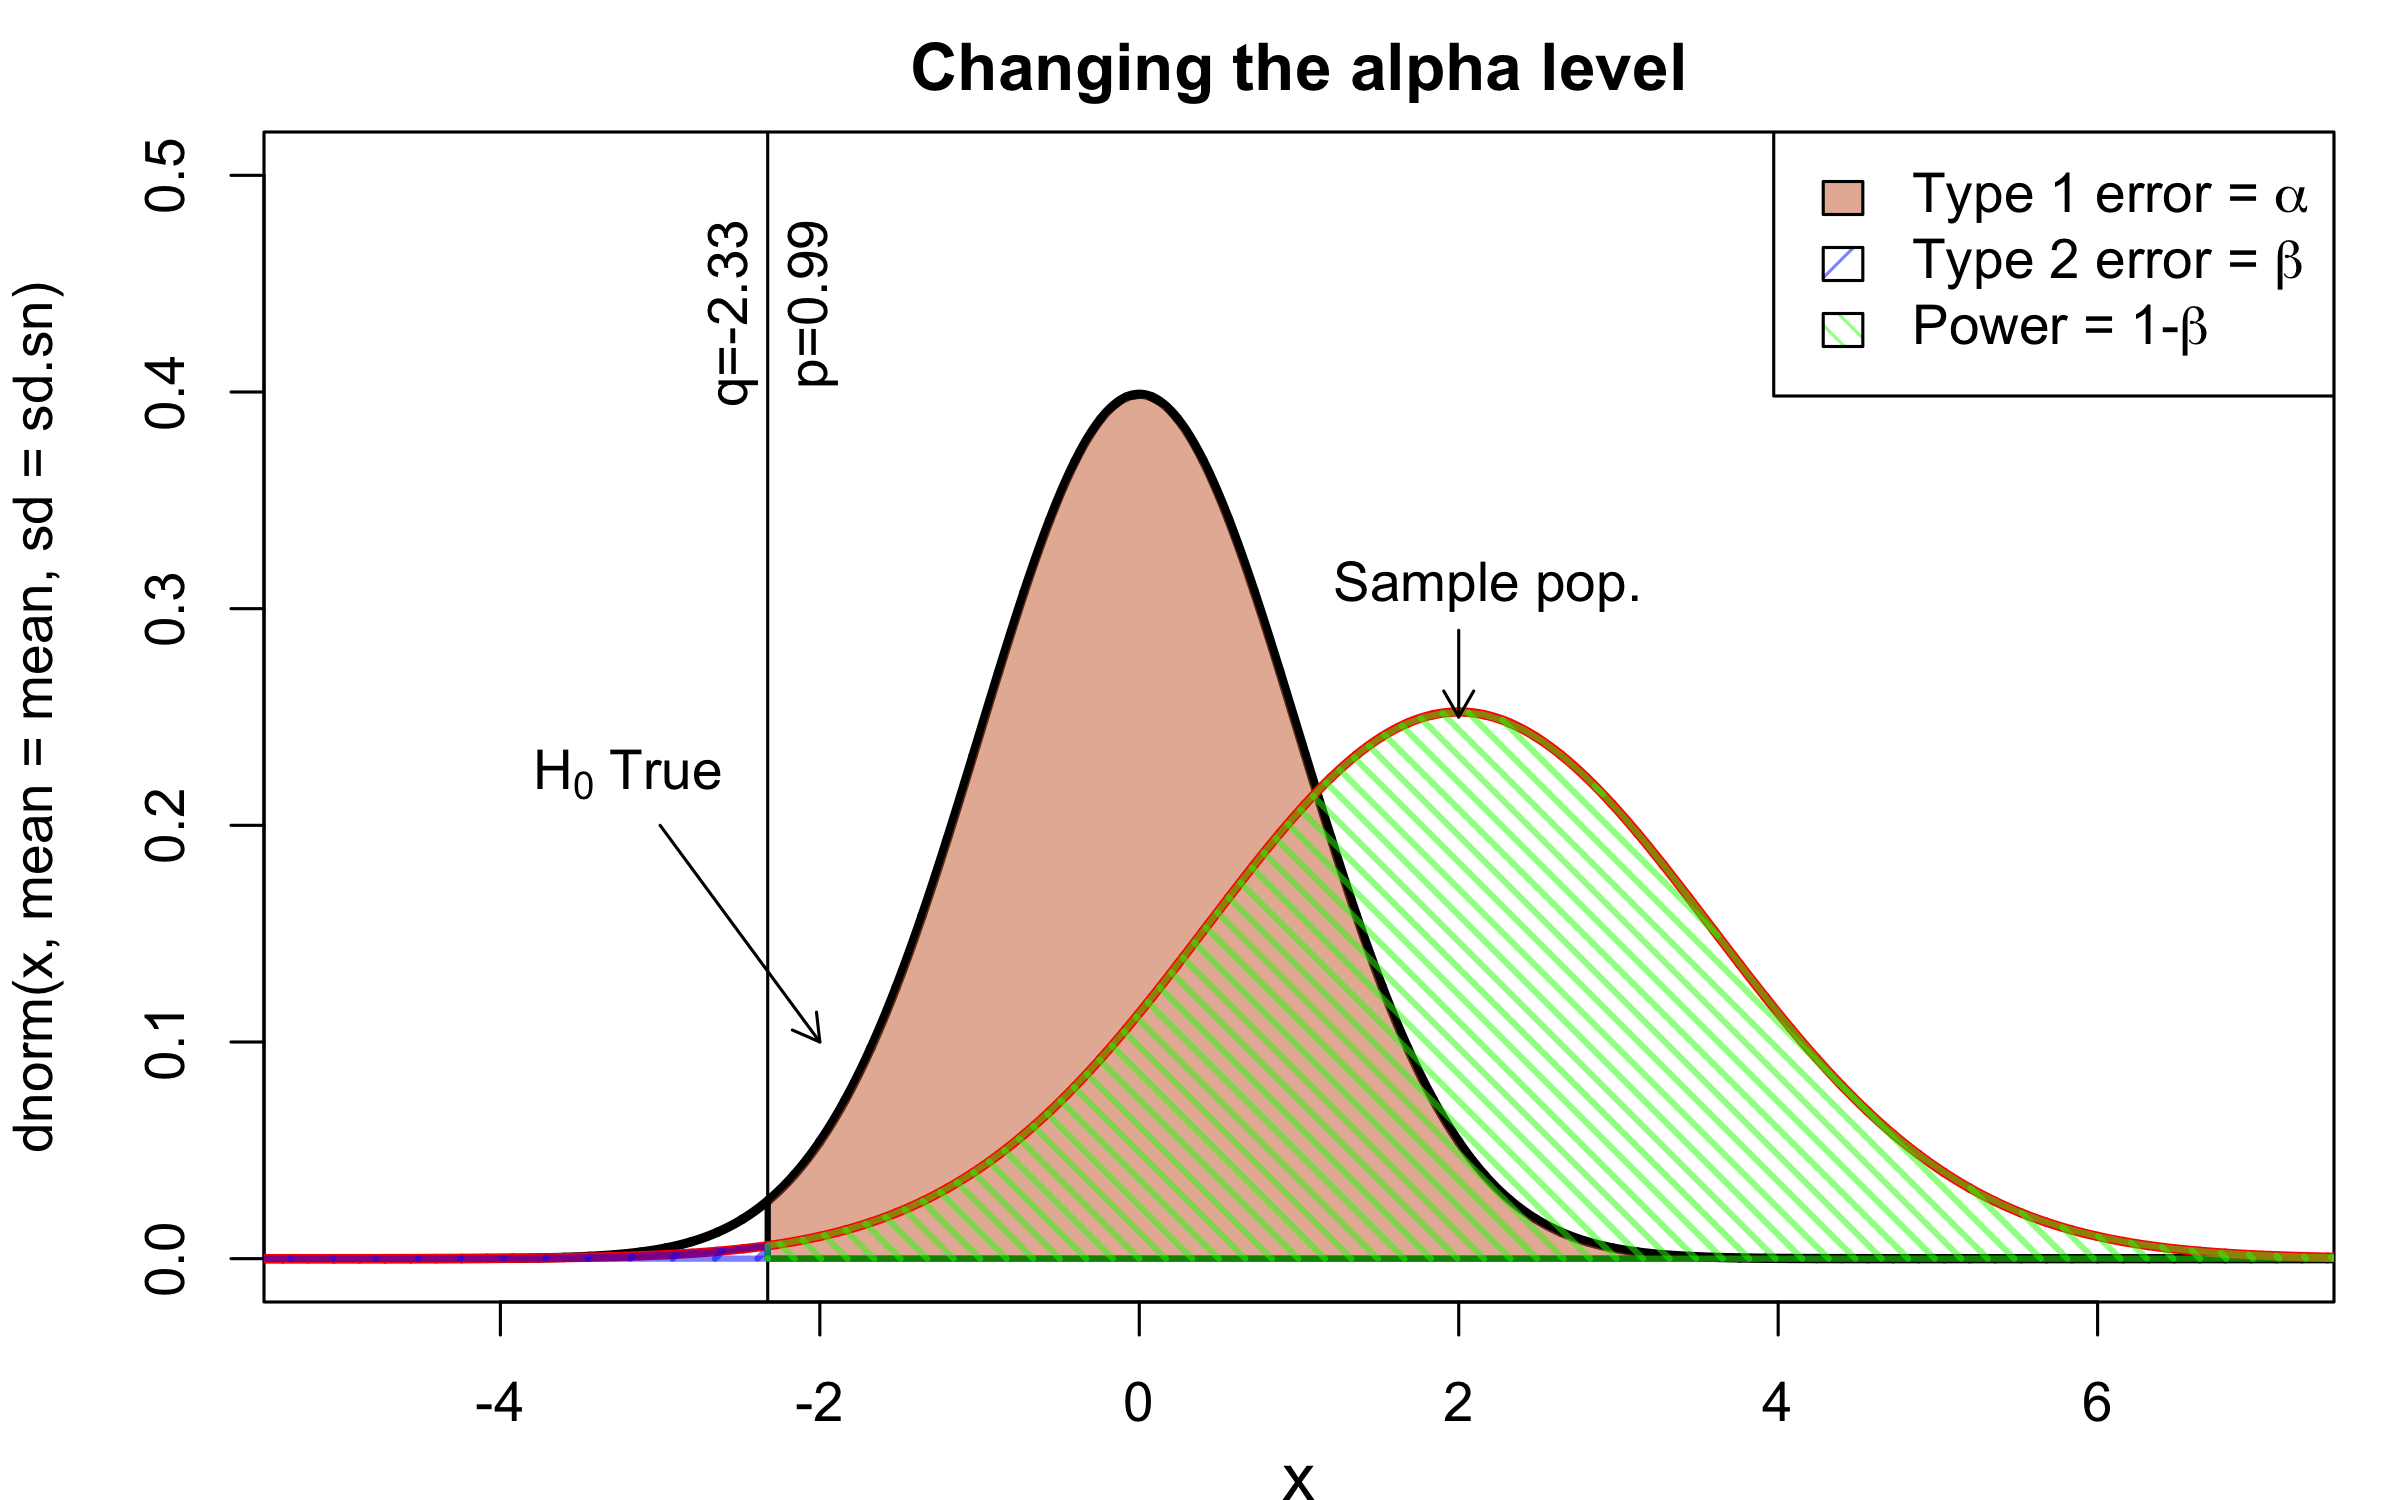 Changing the alpha level
dnorm(x, mean = mean, sd = sd.sn)
0.5
0.4
0.3
0.2
0.1
0.0
q=-2.33
p=0.99
Type 1 error = α
Type 2 error = β
Power = 1-β
Sample pop.
H₀ True
-4 -2 0 2 4 6
x